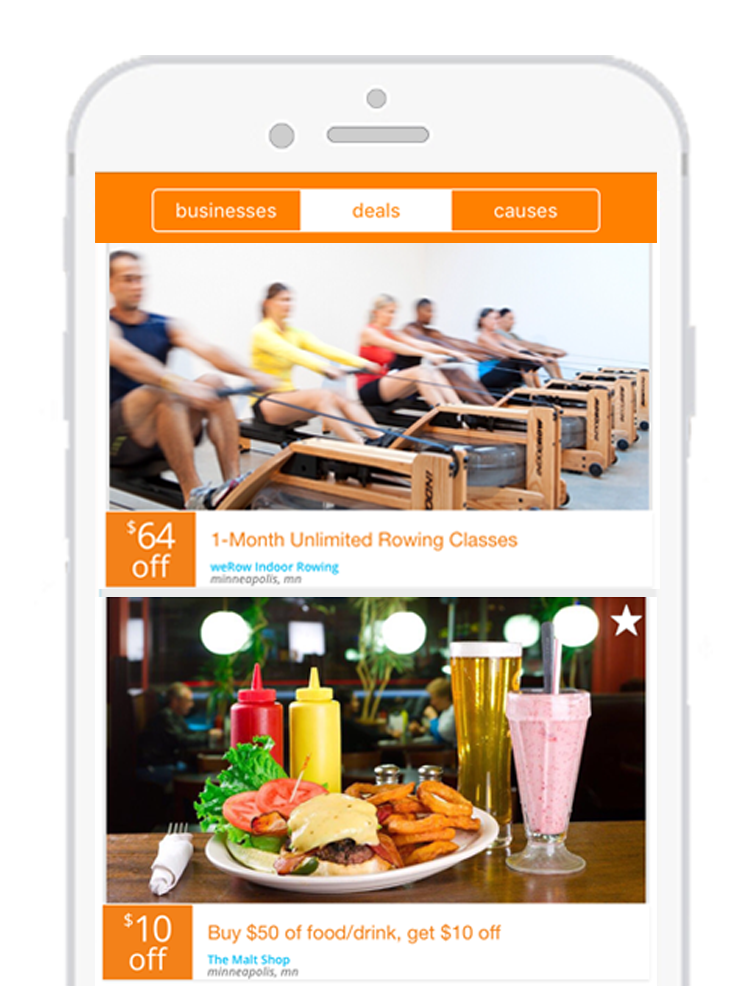 businesses deals causes
$64
off
1-Month Unlimited Rowing Classes
weRow Indoor Rowing
minneapolis, mn
$10
off
Buy $50 of food/drink, get $10 off
The Malt Shop
minneapolis, mn